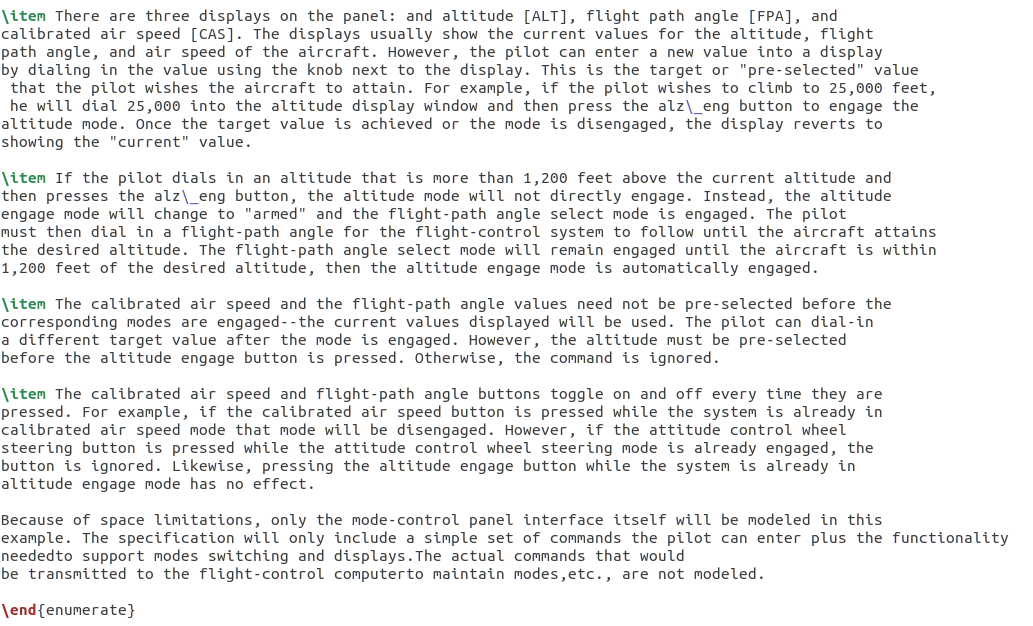 \item There are three displays on the panel: and altitude [ALT], flight path angle [FPA], and
calibrated air speed [CAS]. The displays usually show the current values for the altitude, flight
path angle, and air speed of the aircraft. However, the pilot can enter a new value into a display
by dialing in the value using the knob next to the display. This is the target or "pre-selected" value
that the pilot wishes the aircraft to attain. For example, if the pilot wishes to climb to 25,000 feet,
he will dial 25,000 into the altitude display window and then press the alz\_eng button to engage the
altitude mode. Once the target value is achieved or the mode is disengaged, the display reverts to
showing the "current" value.
\item If the pilot dials in an altitude that is more than 1,200 feet above the current altitude and
then presses the alz\_eng button, the altitude mode will not directly engage. Instead, the altitude
engage mode will change to "armed" and the flight-path angle select mode is engaged. The pilot
must then dial in a flight-path angle for the flight-control system to follow until the aircraft attains
the desired altitude. The flight-path angle select mode will remain engaged until the aircraft is within
1,200 feet of the desired altitude, then the altitude engage mode is automatically engaged.
\item The calibrated air speed and the flight-path angle values need not be pre-selected before the
corresponding modes are engaged--the current values displayed will be used. The pilot can dial-in
a different target value after the mode is engaged. However, the altitude must be pre-selected
before the altitude engage button is pressed. Otherwise, the command is ignored.
\item The calibrated air speed and flight-path angle buttons toggle on and off every time they are
pressed. For example, if the calibrated air speed button is pressed while the system is already in
calibrated air speed mode that mode will be disengaged. However, if the attitude control wheel
steering button is pressed while the attitude control wheel steering mode is already engaged, the
button is ignored. Likewise, pressing the altitude engage button while the system is already in
altitude engage mode has no effect.
Because of space limitations, only the mode-control panel interface itself will be modeled in this
example. The specification will only include a simple set of commands the pilot can enter plus the functionality
neededto support modes switching and displays.The actual commands that would
be transmitted to the flight-control computerto maintain modes,etc., are not modeled.
\end{enumerate}